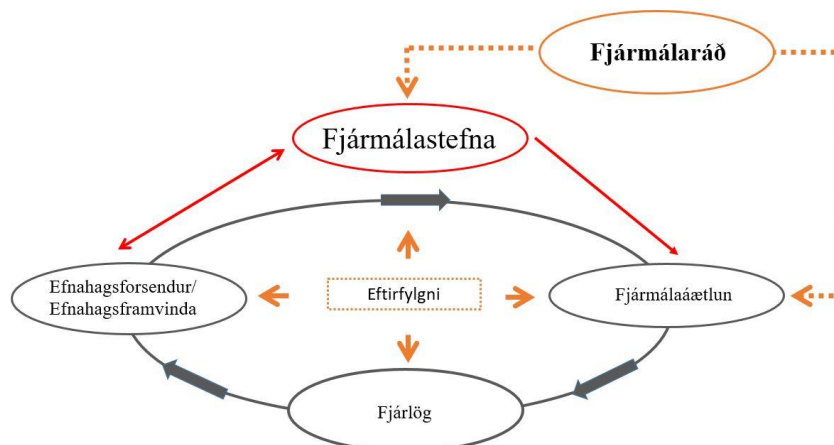 Fjármálaráð
Fjármálastefna
Efnahagsforsendur/
Efnahagsframvinda
Eftirfylgni
Fjármálaáætlun
Fjárlög